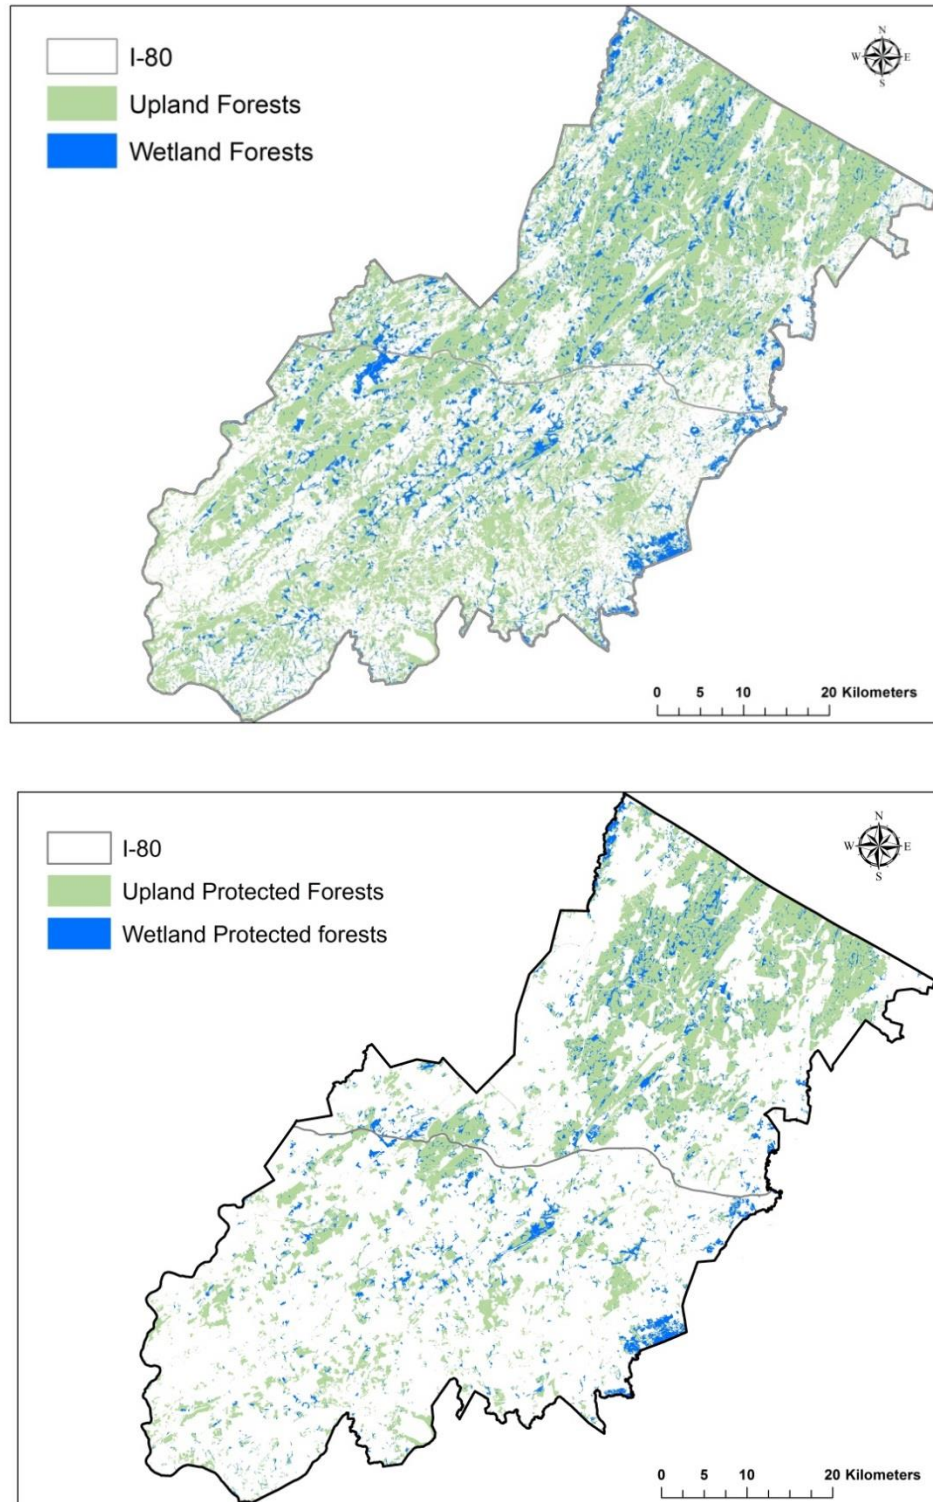 I-80
Upland Forests
Wetland Forests
N
W E
S
0 5 10 20 Kilometers
I-80
Upland Protected Forests
Wetland Protected forests
N
W E
S
0 5 10 20 Kilometers